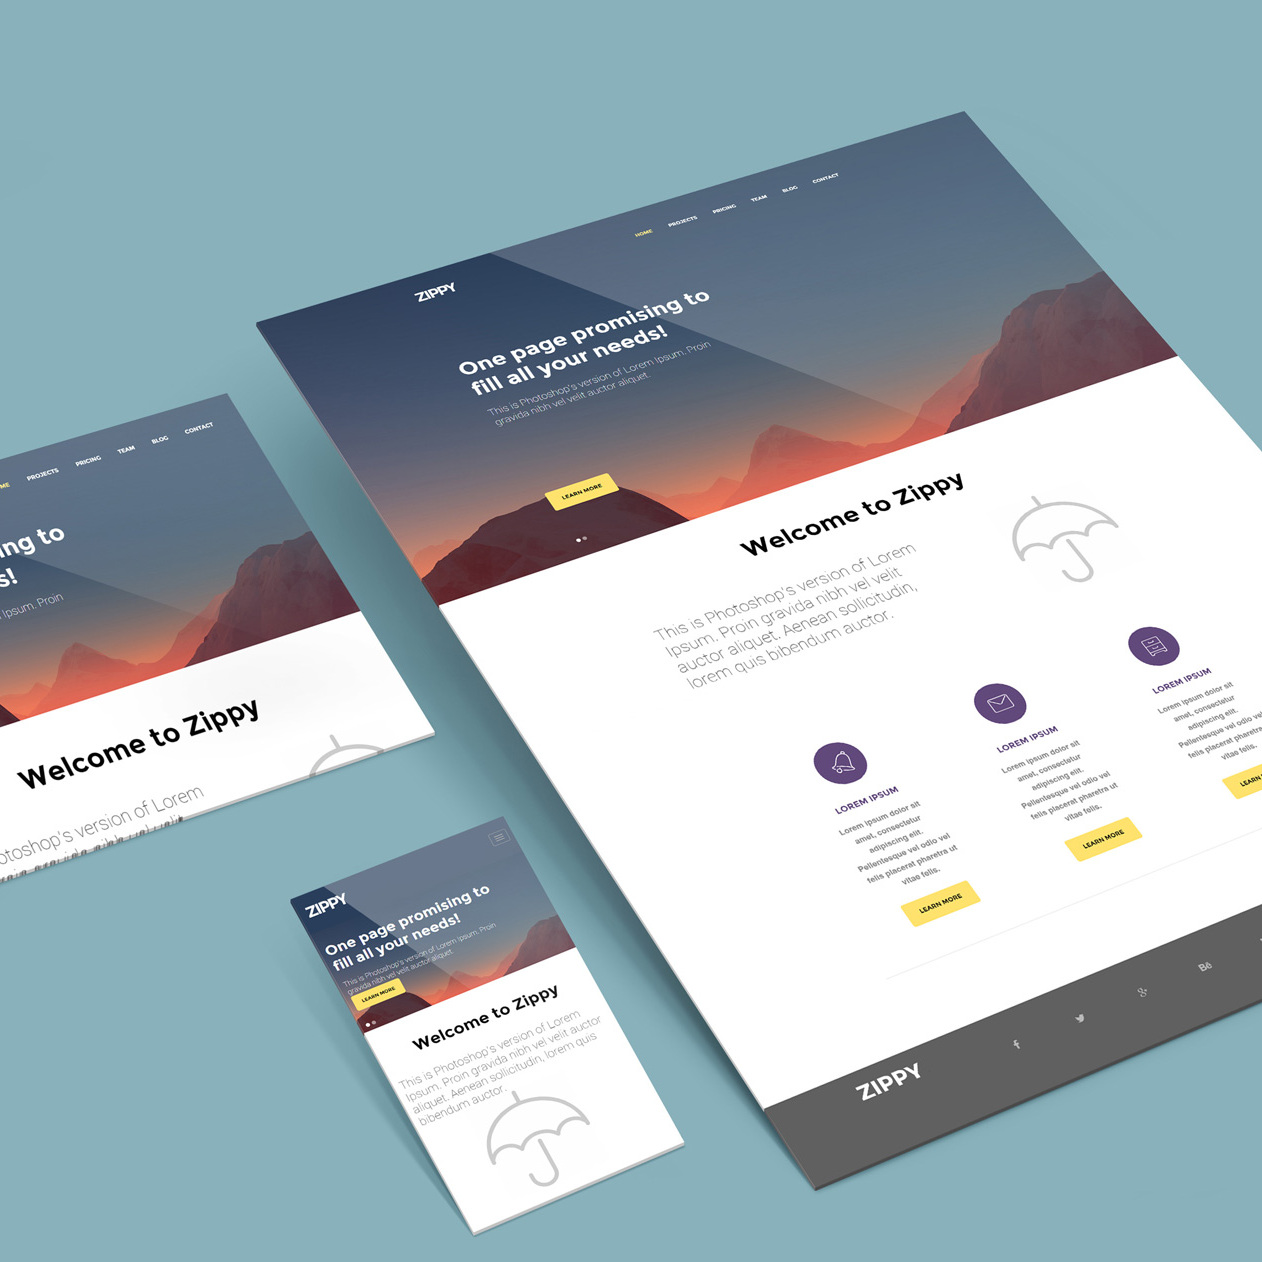 HOME PROJECTS PRICING TEAM BLOG CONTACT
ZIPPY
One page promising to
fill all your needs!
This is Photoshop's version of Lorem Ipsum. Proin
gravida nibh vel velit auctor aliquet.
LEARN MORE
Welcome to Zippy
This is Photoshop's version of Lorem
Ipsum. Proin gravida nibh vel velit
auctor aliquet. Aenean sollicitudin,
lorem quis bibendum auctor.
LOREM IPSUM
Lorem ipsum dolor sit
amet, consectetur
adipiscing elit.
Pellentesque vel odio vel
felis placerat pharetra ut
vitae felis.
LEARN MORE
LOREM IPSUM
Lorem ipsum dolor sit
amet, consectetur
adipiscing elit.
Pellentesque vel odio vel
felis placerat pharetra ut
vitae felis.
LEARN MORE
LOREM IPSUM
Lorem ipsum dolor sit
amet, consectetur
adipiscing elit.
Pellentesque vel odio ve
felis placerat pharetra
vitae felis.
LEARN
ZIPPY
ME PROJECTS PRICING TEAM BLOG CONTACT
ing to
s!
Ipsum. Proin
Welcome to Zippy
otoshop's version of Lorem
ZIPPY
One page promising to
fill all your needs!
This is Photoshop's version of Lorem Ipsum. Proin
gravida nibh vel velit auctor aliquet.
LEARN MORE
Welcome to Zippy
This is Photoshop's version of Lorem
Ipsum. Proin gravida nibh vel velit auctor
aliquet. Aenean sollicitudin, lorem quis
bibendum auctor.